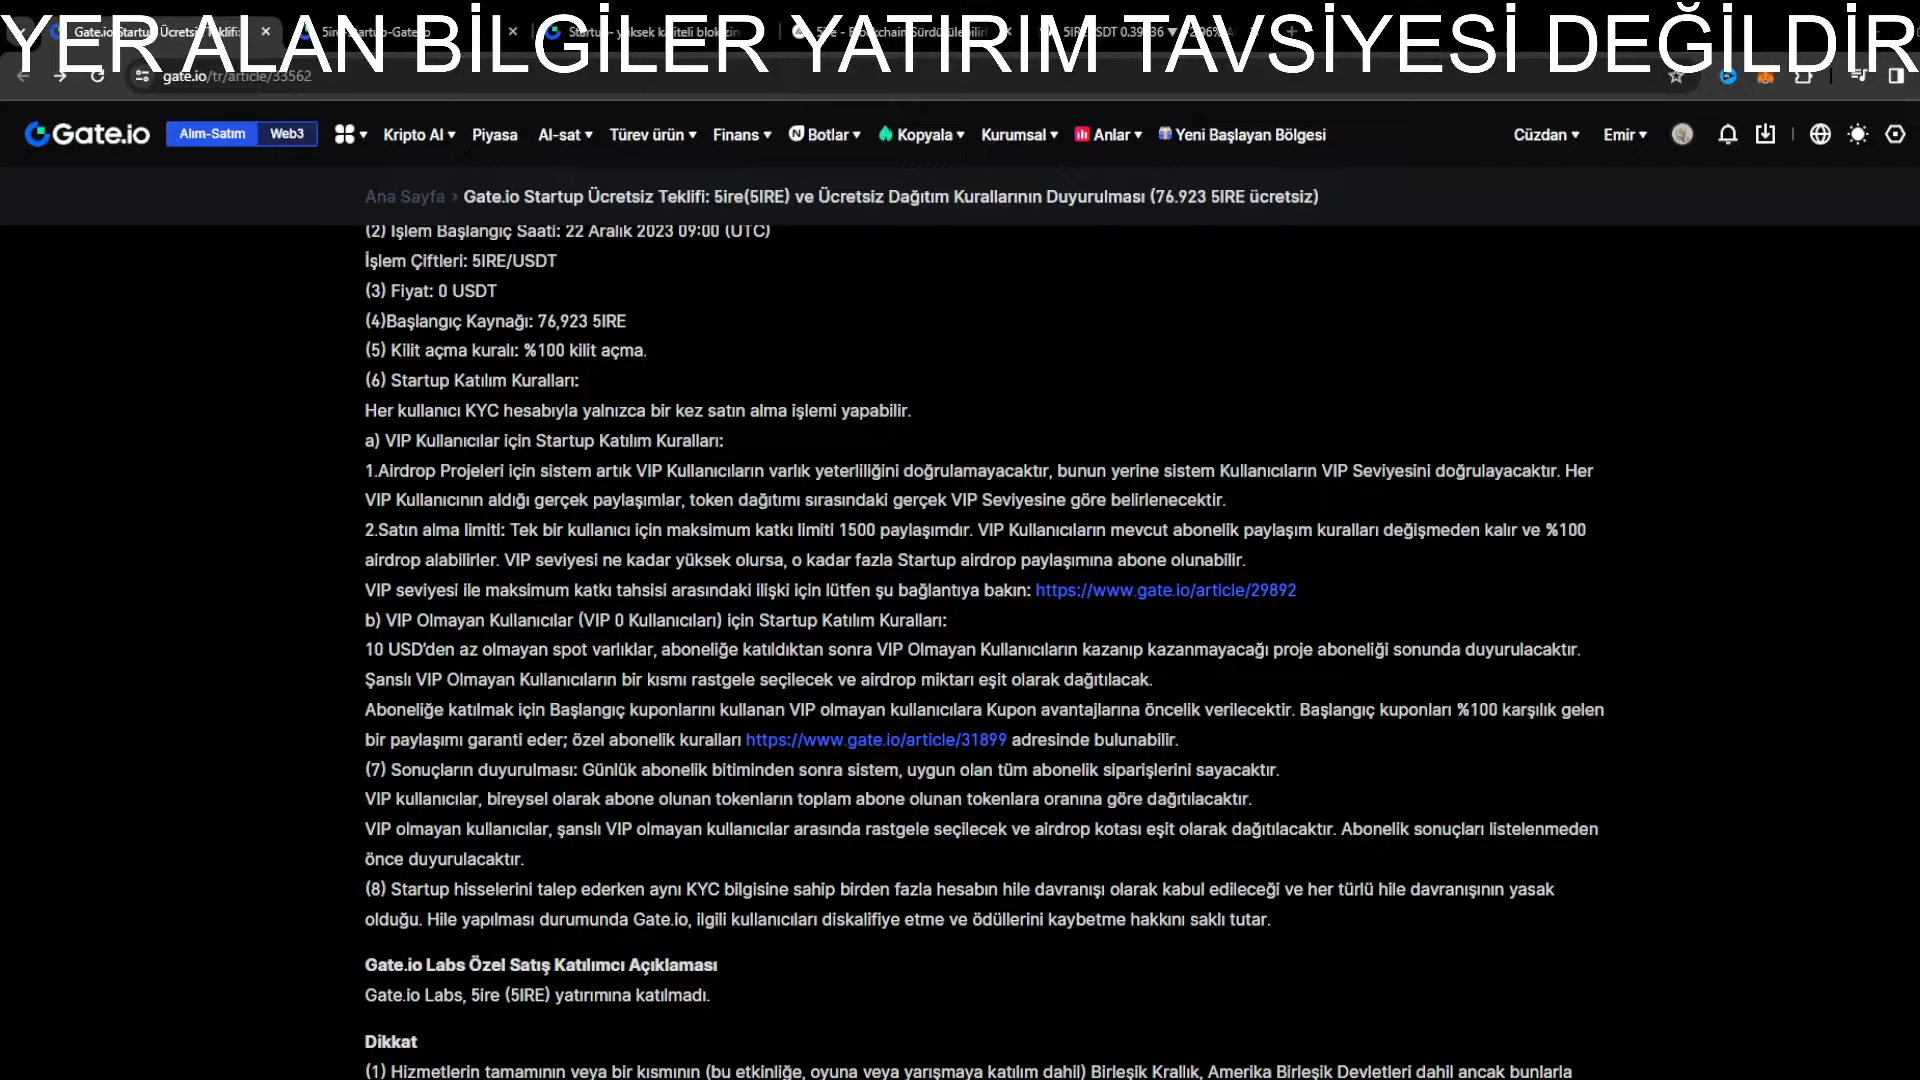 YER ALAN BİLGİLER YATIRIM TAVSİYESİ DEĞİLDİR
gate.io/tr/article/33562
Gate.io Alım-Satım Web3 Kripto Al Piyasa Al-sat Türev ürün Finans Botlar Kopyala Kurumsal Anlar Yeni Başlayan Bölgesi Cüzdan Emir
Ana Sayfa > Gate.io Startup Ücretsiz Teklifi: 5ire(5IRE) ve Ücretsiz Dağıtım Kurallarının Duyurulması (76.923 5IRE ücretsiz)
(2) İşlem Başlangıç Saati: 22 Aralık 2023 09:00 (UTC)
İşlem Çiftleri: 5IRE/USDT
(3) Fiyat: 0 USDT
(4)Başlangıç Kaynağı: 76,923 5IRE
(5) Kilit açma kuralı: %100 kilit açma.
(6) Startup Katılım Kuralları:
Her kullanıcı KYC hesabıyla yalnızca bir kez satın alma işlemi yapabilir.
a) VIP Kullanıcılar için Startup Katılım Kuralları:
1.Airdrop Projeleri için sistem artık VIP Kullanıcıların varlık yeterliliğini doğrulamayacaktır, bunun yerine sistem Kullanıcıların VIP Seviyesini doğrulayacaktır. Her
VIP Kullanıcının aldığı gerçek paylaşımlar, token dağıtımı sırasındaki gerçek VIP Seviyesine göre belirlenecektir.
2.Satın alma limiti: Tek bir kullanıcı için maksimum katkı limiti 1500 paylaşımdır. VIP Kullanıcıların mevcut abonelik paylaşım kuralları değişmeden kalır ve %100
airdrop alabilirler. VIP seviyesi ne kadar yüksek olursa, o kadar fazla Startup airdrop paylaşımına abone olunabilir.
VIP seviyesi ile maksimum katkı tahsisi arasındaki ilişki için lütfen şu bağlantıya bakın: https://www.gate.io/article/29892
b) VIP Olmayan Kullanıcılar (VIP 0 Kullanıcıları) için Startup Katılım Kuralları:
10 USD'den az olmayan spot varlıklar, aboneliğe katıldıktan sonra VIP Olmayan Kullanıcıların kazanıp kazanmayacağı proje aboneliği sonunda duyurulacaktır.
Şanslı VIP Olmayan Kullanıcıların bir kısmı rastgele seçilecek ve airdrop miktarı eşit olarak dağıtılacak.
Aboneliğe katılmak için Başlangıç kuponlarını kullanan VIP olmayan kullanıcılara Kupon avantajlarına öncelik verilecektir. Başlangıç kuponları %100 karşılık gelen
bir paylaşımı garanti eder; özel abonelik kuralları https://www.gate.io/article/31899 adresinde bulunabilir.
(7) Sonuçların duyurulması: Günlük abonelik bitiminden sonra sistem, uygun olan tüm abonelik siparişlerini sayacaktır.
VIP kullanıcılar, bireysel olarak abone olunan tokenların toplam abone olunan tokenlara oranına göre dağıtılacaktır.
VIP olmayan kullanıcılar, şanslı VIP olmayan kullanıcılar arasında rastgele seçilecek ve airdrop kotası eşit olarak dağıtılacaktır. Abonelik sonuçları listelenmeden
önce duyurulacaktır.
(8) Startup hisselerini talep ederken aynı KYC bilgisine sahip birden fazla hesabın hile davranışı olarak kabul edileceği ve her türlü hile davranışının yasak
olduğu. Hile yapılması durumunda Gate.io, ilgili kullanıcıları diskalifiye etme ve ödüllerini kaybetme hakkını saklı tutar.
Gate.io Labs Özel Satış Katılımcı Açıklaması
Gate.io Labs, 5ire (5IRE) yatırımına katılmadı.
Dikkat
(1) Hizmetlerin tamamının veya bir kısmının (bu etkinliğe, oyuna veya yarışmaya katılım dahil) Birleşik Krallık, Amerika Birleşik Devletleri dahil ancak bunlarla